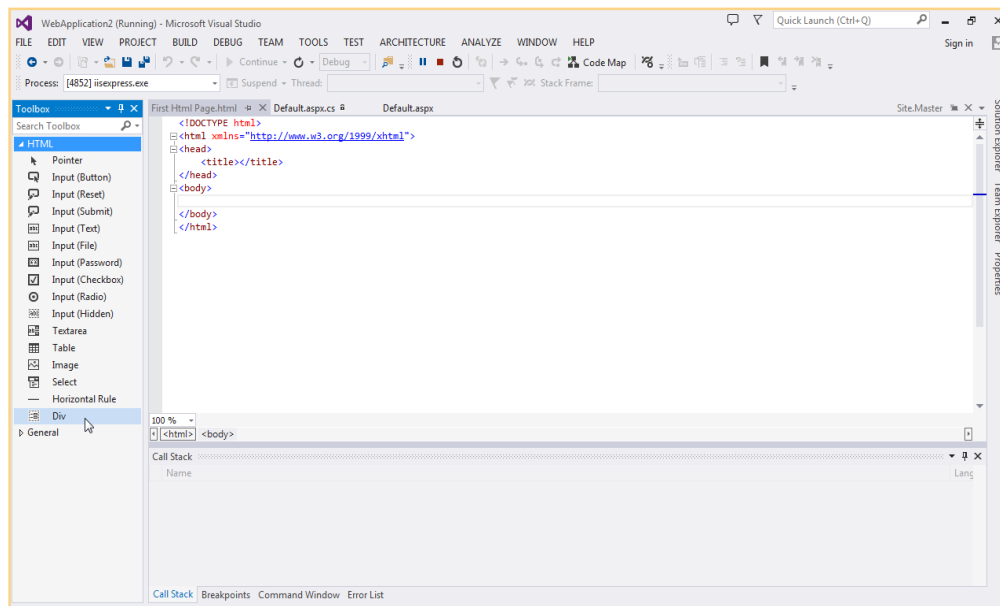 WebApplication2 (Running) - Microsoft Visual Studio
Quick Launch (Ctrl+Q)
FILE EDIT VIEW PROJECT BUILD DEBUG TEAM TOOLS TEST ARCHITECTURE ANALYZE WINDOW HELP
Sign in
Continue Debug Code Map
Process: [4852] iisexpress.exe Suspend Thread: Stack Frame:
Toolbox
Search Toolbox
HTML
Pointer
Input (Button)
Input (Reset)
Input (Submit)
Input (Text)
Input (File)
Input (Password)
Input (Checkbox)
Input (Radio)
Input (Hidden)
Textarea
Table
Image
Select
Horizontal Rule
Div
General
First Html Page.html Default.aspx.cs Default.aspx Site.Master
<!DOCTYPE html>
<html xmlns="http://www.w3.org/1999/xhtml">
<head>
<title></title>
</head>
<body>
</body>
</html>
100 %
<html> <body>
Call Stack
Name Lang
Call Stack Breakpoints Command Window Error List
Solution Explorer
Team Explorer
Properties